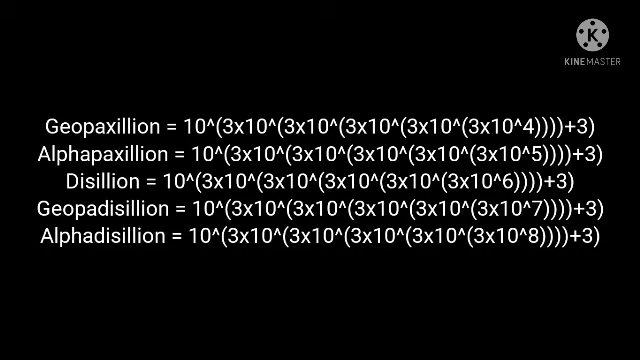 K
KINEMASTER
Geopaxillion = 10^(3x10^(3x10^(3x10^(3x10^(3x10^4))))+3)
Alphapaxillion = 10^(3x10^(3x10^(3x10^(3x10^(3x10^5))))+3)
Disillion = 10^(3x10^(3x10^(3x10^(3x10^(3x10^6))))+3)
Geopadisillion = 10^(3x10^(3x10^(3x10^(3x10^(3x10^7))))+3)
Alphadisillion = 10^(3x10^(3x10^(3x10^(3x10^(3x10^8))))+3)